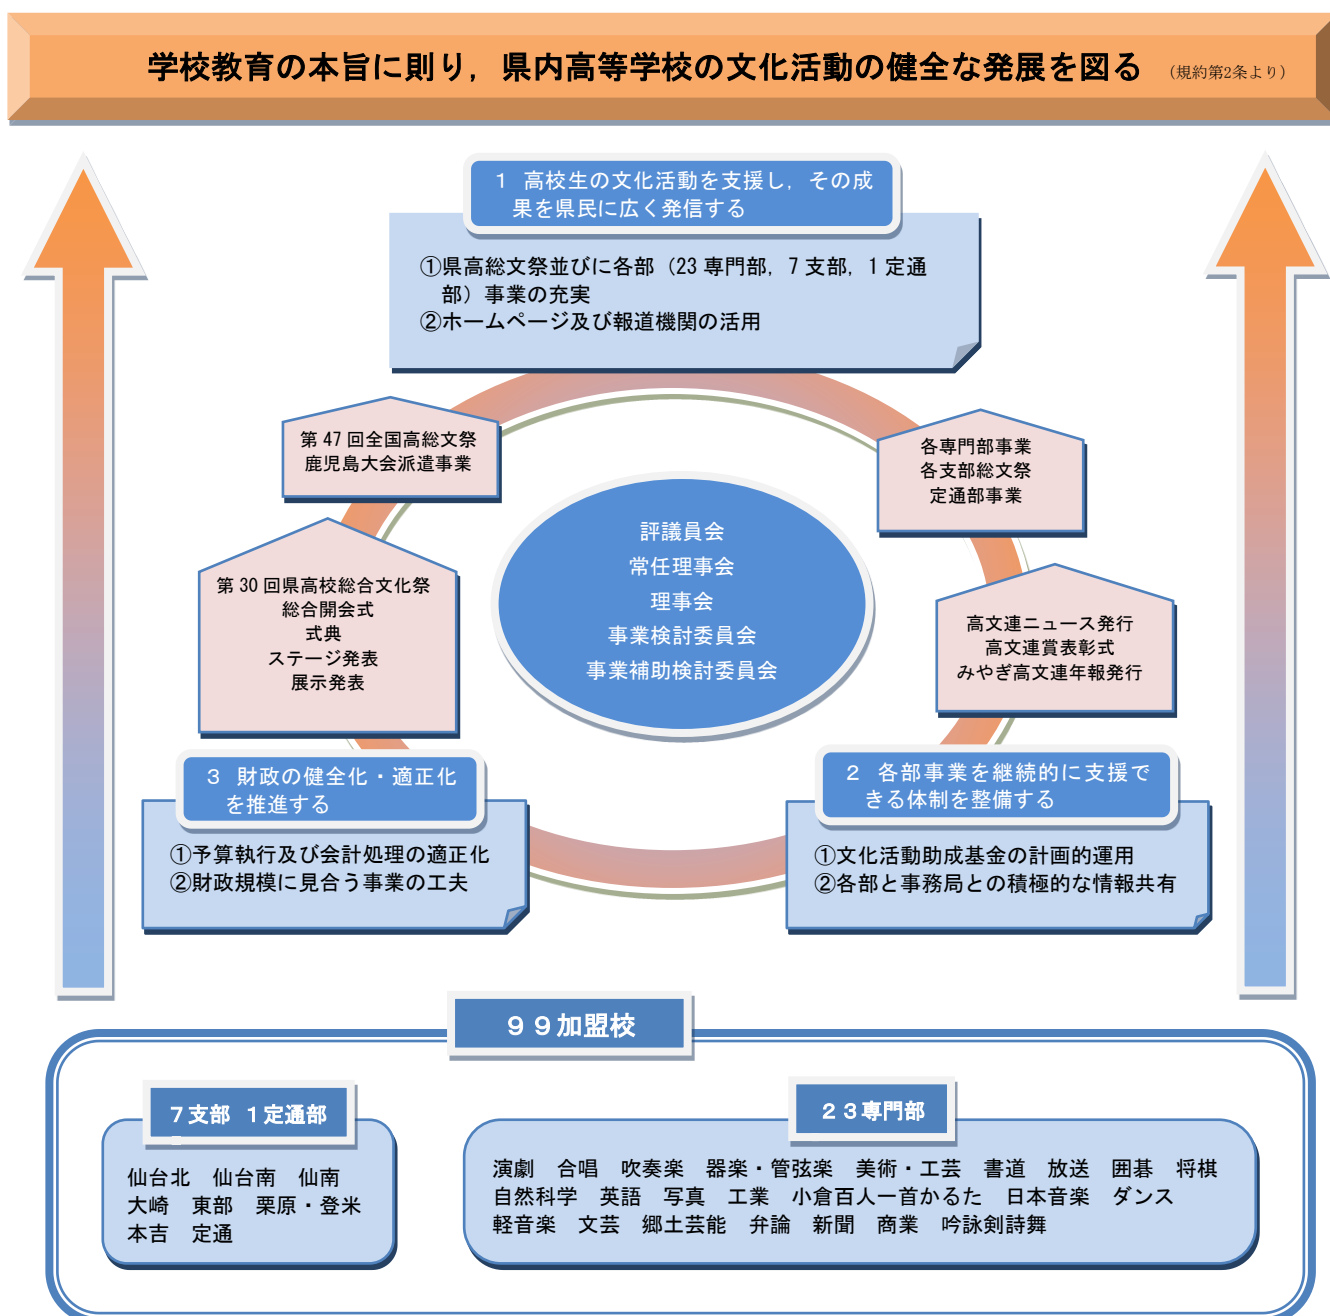 学校教育の本旨に則り，県内高等学校の文化活動の健全な発展を図る （規約第2条より）
1 高校生の文化活動を支援し，その成
果を県民に広く発信する
①県高総文祭並びに各部（23 専門部，7 支部，1 定通
部）事業の充実
②ホームページ及び報道機関の活用
第 47 回全国高総文祭
鹿児島大会派遣事業
各専門部事業
各支部総文祭
定通部事業
評議員会
常任理事会
理事会
事業検討委員会
事業補助検討委員会
第 30 回県高校総合文化祭
総合開会式
式典
ステージ発表
展示発表
高文連ニュース発行
高文連賞表彰式
みやぎ高文連年報発行
3 財政の健全化・適正化
を推進する
①予算執行及び会計処理の適正化
②財政規模に見合う事業の工夫
2 各部事業を継続的に支援で
きる体制を整備する
①文化活動助成基金の計画的運用
②各部と事務局との積極的な情報共有
９９加盟校
７支部 １定通部
仙台北 仙台南 仙南
大崎 東部 栗原・登米
本吉 定通
２３専門部
演劇 合唱 吹奏楽 器楽・管弦楽 美術・工芸 書道 放送 囲碁 将棋
自然科学 英語 写真 工業 小倉百人一首かるた 日本音楽 ダンス
軽音楽 文芸 郷土芸能 弁論 新聞 商業 吟詠剣詩舞